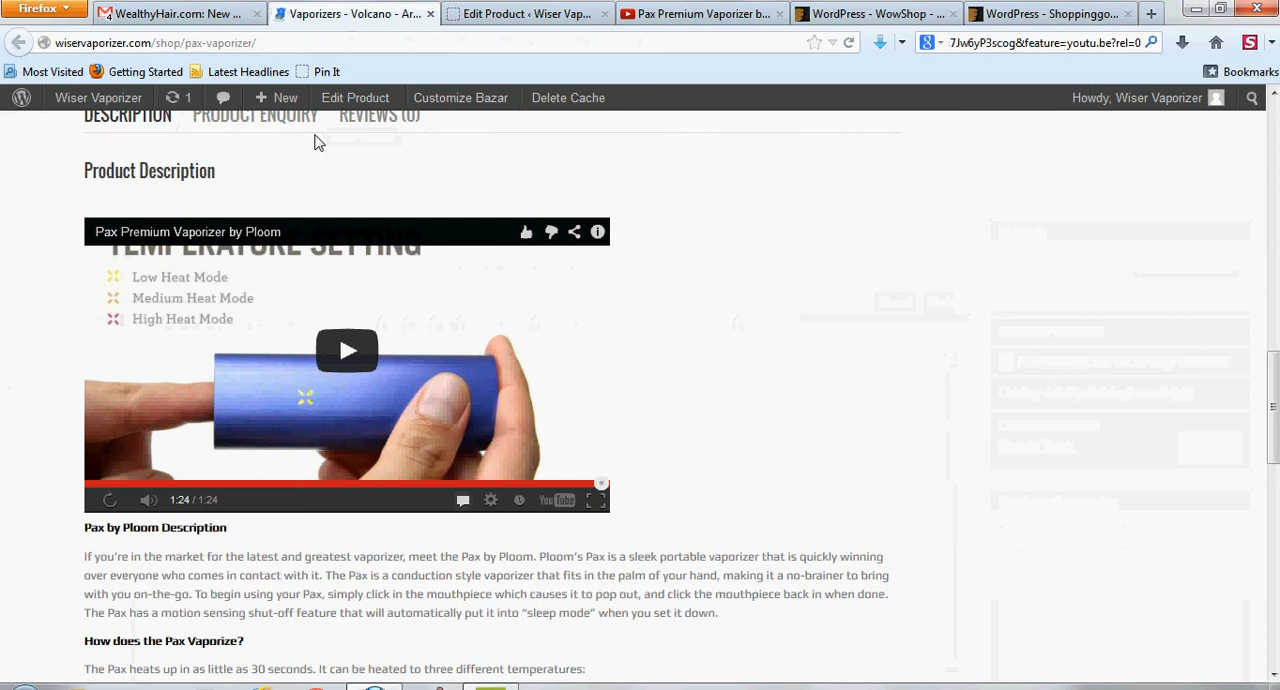 Firefox
WealthyHair.com: New ...
Vaporizers - Volcano - Ar...
Edit Product ‹ Wiser Vap...
Pax Premium Vaporizer b...
WordPress - WowShop - ...
WordPress - Shoppinggo...
wiservaporizer.com/shop/pax-vaporizer/
7Jw6yP3scog&feature=youtu.be?rel=0
Most Visited
Getting Started
Latest Headlines
Pin It
Bookmarks
Wiser Vaporizer
1
New
Edit Product
Customize Bazar
Delete Cache
Howdy, Wiser Vaporizer
DESCRIPTION
PRODUCT ENQUIRY
REVIEWS (0)
Product Description
Pax Premium Vaporizer by Ploom
TEMPERATURE SETTING
Low Heat Mode
Medium Heat Mode
High Heat Mode
1:24 / 1:24
YouTube
Pax by Ploom Description
If you're in the market for the latest and greatest vaporizer, meet the Pax by Ploom. Ploom's Pax is a sleek portable vaporizer that is quickly winning
over everyone who comes in contact with it. The Pax is a conduction style vaporizer that fits in the palm of your hand, making it a no-brainer to bring
with you on-the-go. To begin using your Pax, simply click in the mouthpiece which causes it to pop out, and click the mouthpiece back in when done.
The Pax has a motion sensing shut-off feature that will automatically put it into “sleep mode” when you set it down.
How does the Pax Vaporize?
The Pax heats up in as little as 30 seconds. It can be heated to three different temperatures: